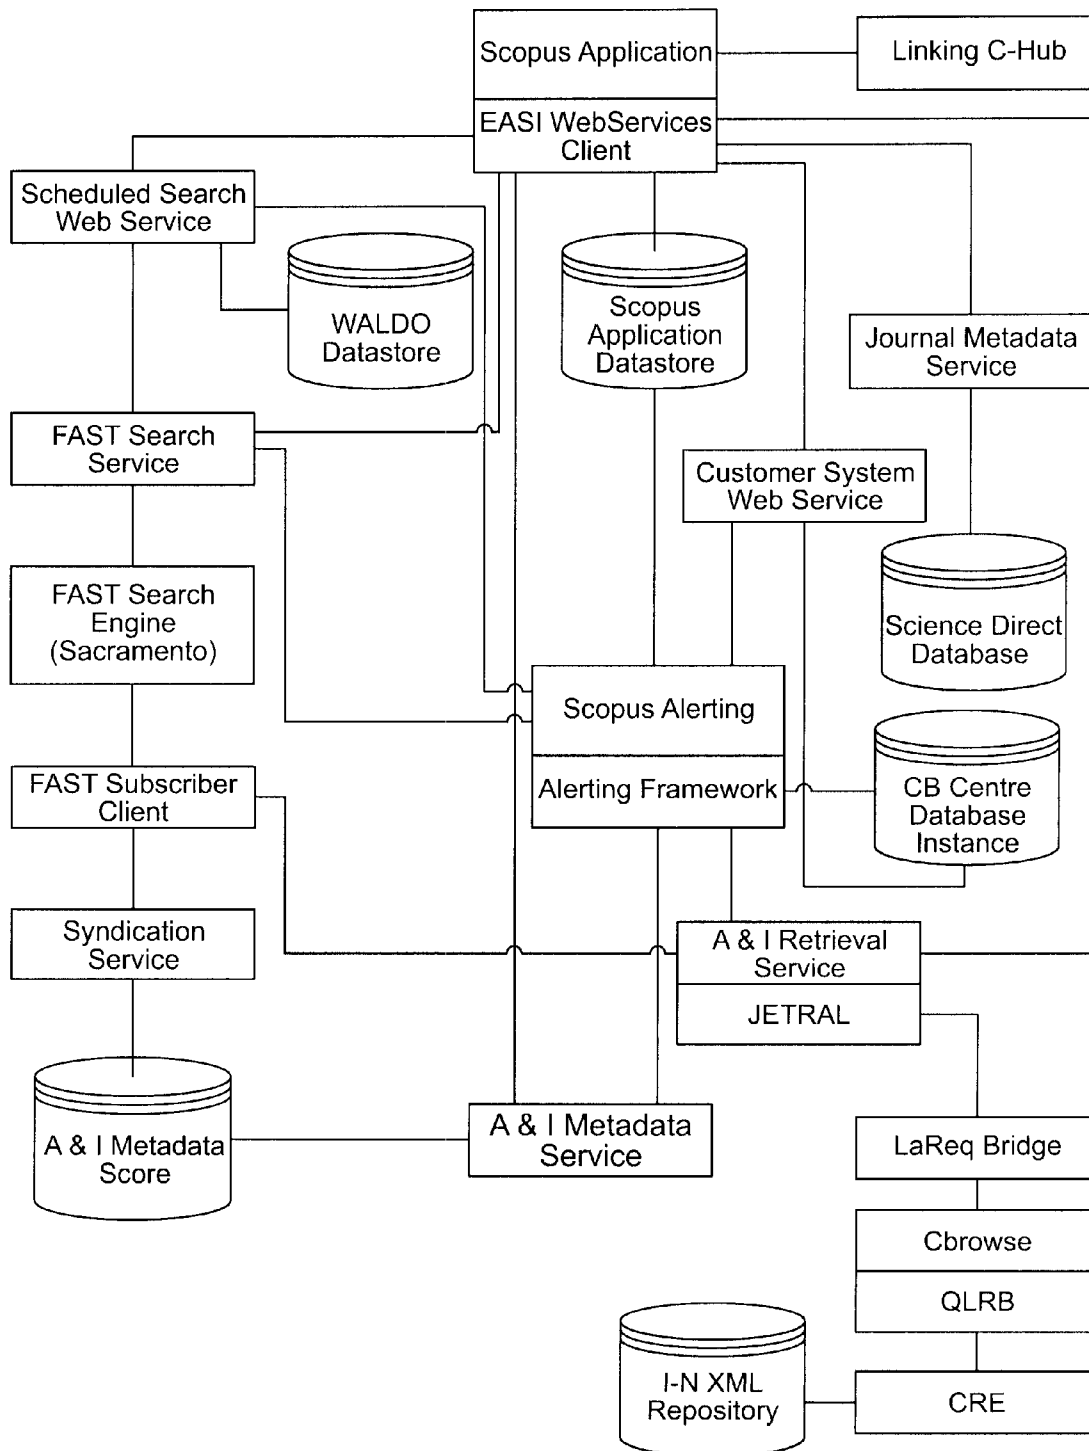 Scopus Application
Linking C-Hub
EASI WebServices
Client
Scheduled Search
Web Service
WALDO
Datastore
Scopus
Application
Datastore
Journal Metadata
Service
FAST Search
Service
Customer System
Web Service
FAST Search
Engine
(Sacramento)
Science Direct
Database
Scopus Alerting
Alerting Framework
CB Centre
Database
Instance
FAST Subscriber
Client
Syndication
Service
A & I Retrieval
Service
JETRAL
A & I Metadata
Score
A & I Metadata
Service
LaReq Bridge
Cbrowse
QLRB
I-N XML
Repository
CRE